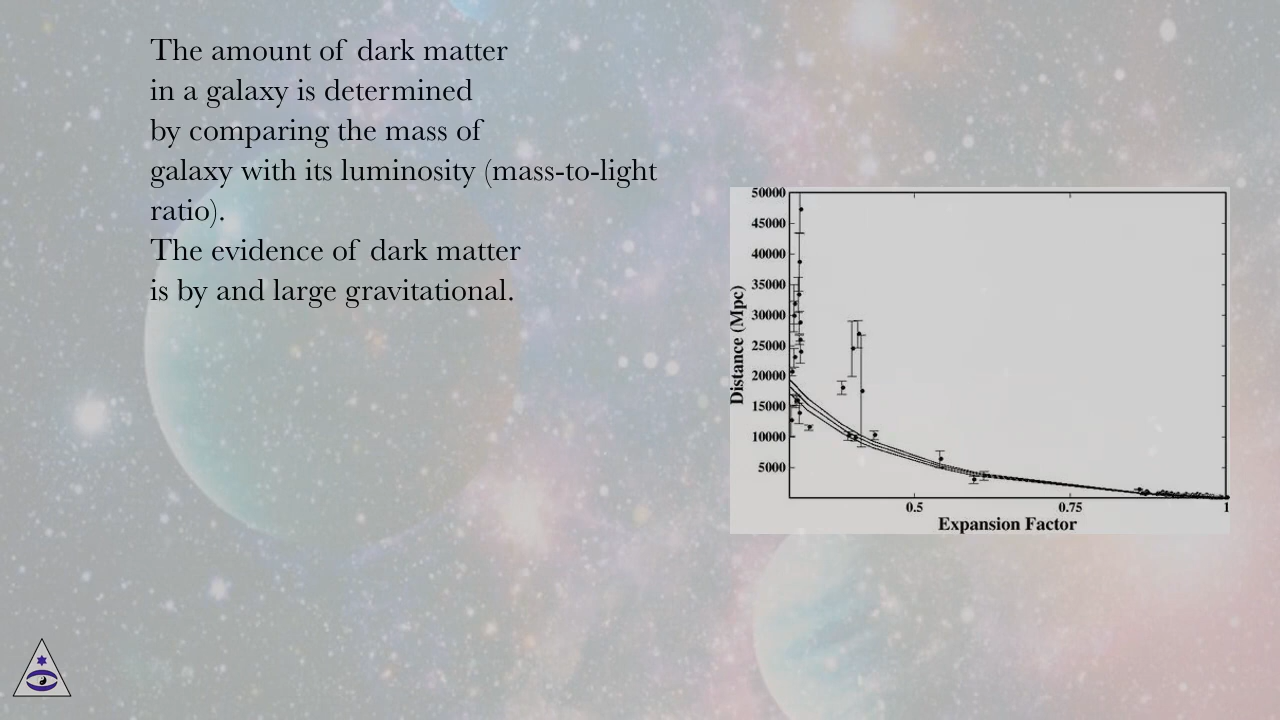 The amount of dark matter
in a galaxy is determined
by comparing the mass of
galaxy with its luminosity (mass-to-light
ratio).
The evidence of dark matter
is by and large gravitational.
50000
45000
40000
35000
30000
25000
20000
15000
10000
5000
Distance (Mpc)
0.5 0.75 1
Expansion Factor